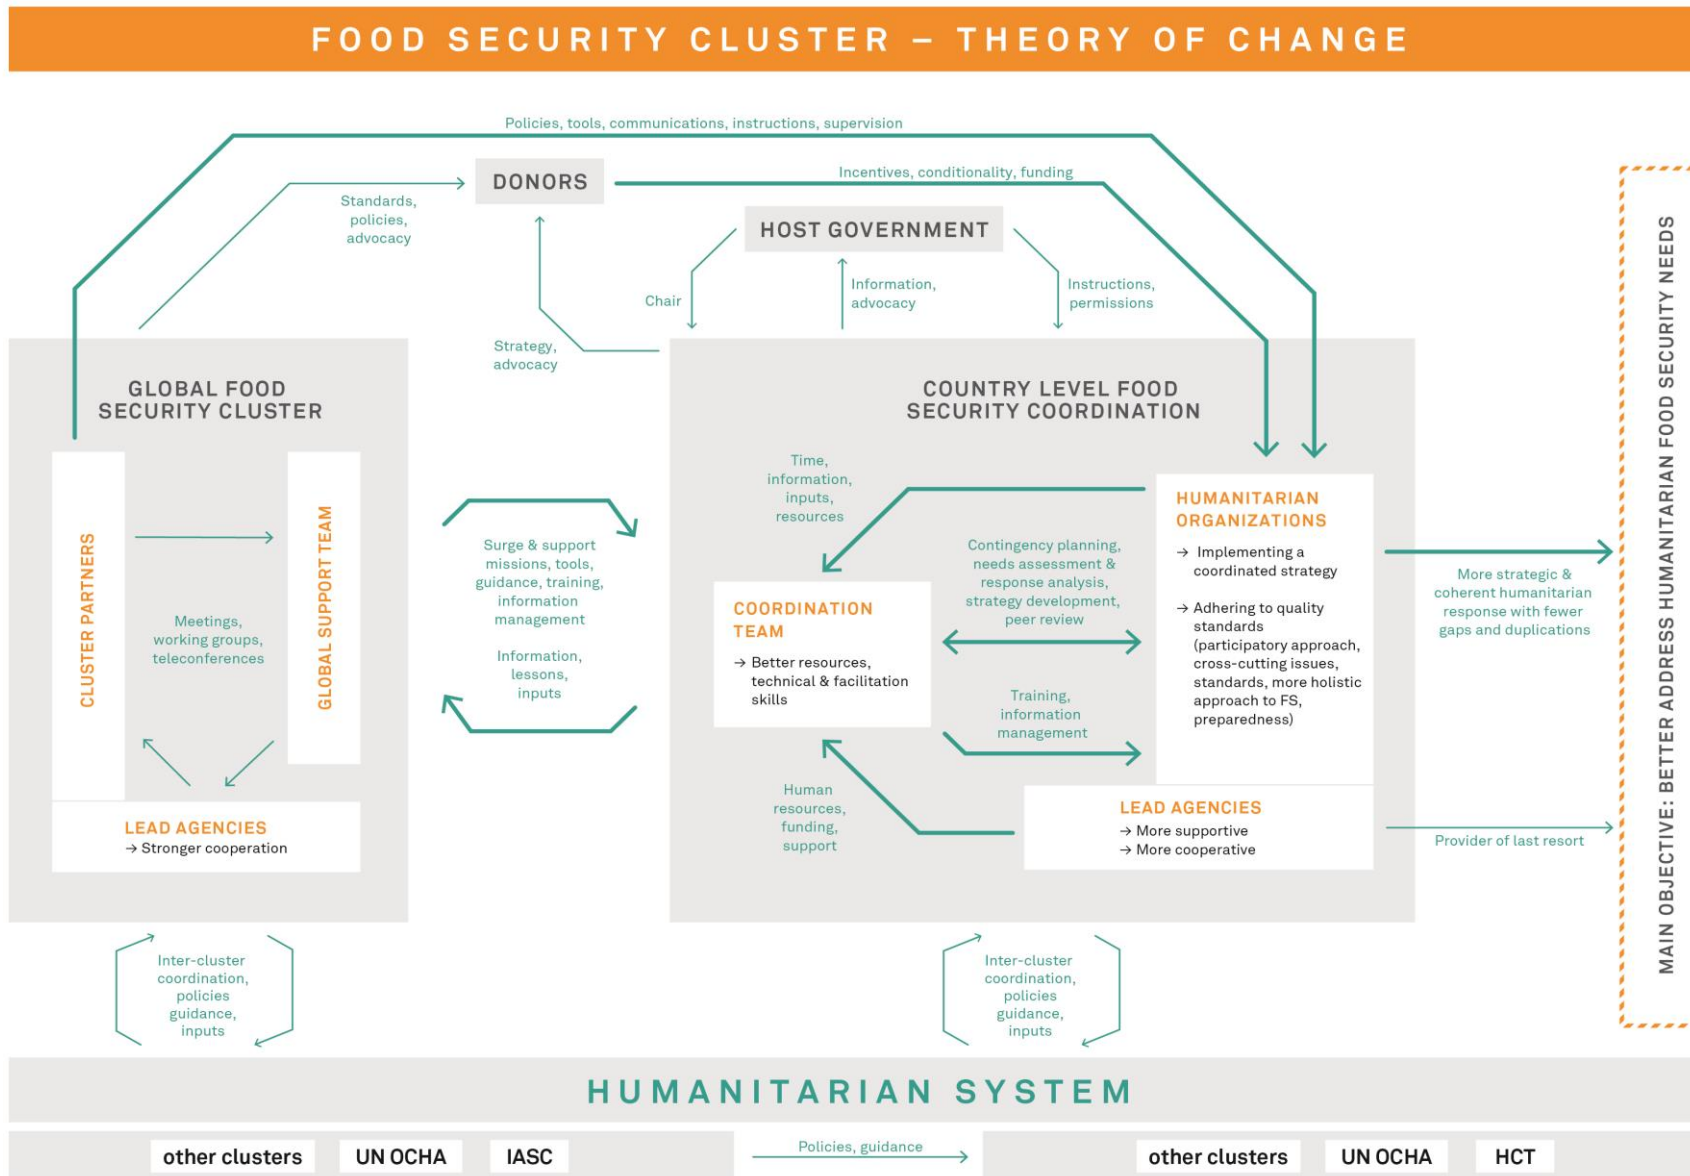 FOOD SECURITY CLUSTER – THEORY OF CHANGE
Policies, tools, communications, instructions, supervision
DONORS
Incentives, conditionality, funding
Standards,
policies,
advocacy
HOST GOVERNMENT
Chair
Information,
advocacy
Instructions,
permissions
Strategy,
advocacy
GLOBAL FOOD
SECURITY CLUSTER
CLUSTER PARTNERS
Meetings,
working groups,
teleconferences
GLOBAL SUPPORT TEAM
LEAD AGENCIES
→ Stronger cooperation
Surge & support
missions, tools,
guidance, training,
information
management
Information,
lessons,
inputs
COUNTRY LEVEL FOOD
SECURITY COORDINATION
Time,
information,
inputs,
resources
COORDINATION
TEAM
→ Better resources,
technical & facilitation
skills
Contingency planning,
needs assessment &
response analysis,
strategy development,
peer review
Training,
information
management
Human
resources,
funding,
support
HUMANITARIAN
ORGANIZATIONS
→ Implementing a
coordinated strategy
→ Adhering to quality
standards
(participatory approach,
cross-cutting issues,
standards, more holistic
approach to FS,
preparedness)
LEAD AGENCIES
→ More supportive
→ More cooperative
More strategic &
coherent humanitarian
response with fewer
gaps and duplications
Provider of last resort
MAIN OBJECTIVE: BETTER ADDRESS HUMANITARIAN FOOD SECURITY NEEDS
Inter-cluster
coordination,
policies
guidance,
inputs
Inter-cluster
coordination,
policies
guidance,
inputs
HUMANITARIAN SYSTEM
other clusters
UN OCHA
IASC
Policies, guidance
other clusters
UN OCHA
HCT